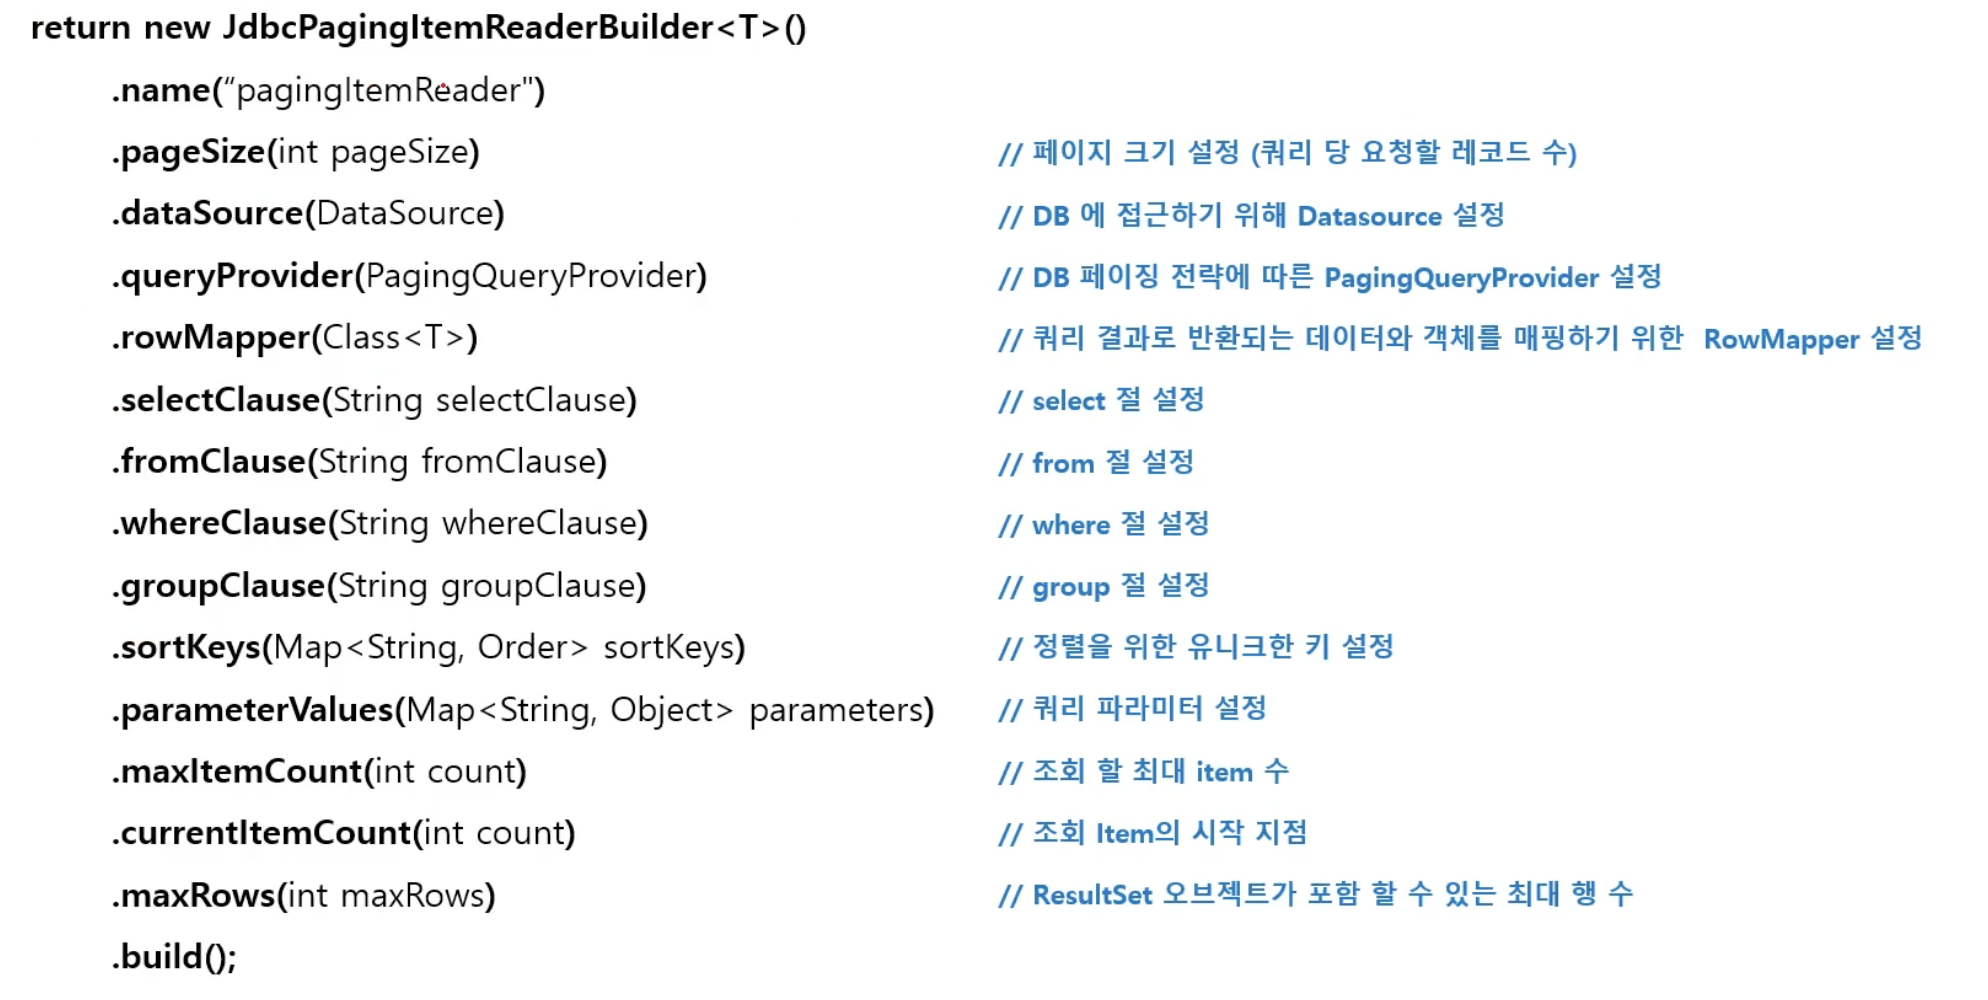 return new JdbcPagingItemReaderBuilder<T>()
.name(“pagingItemReader")
.pageSize(int pageSize) // 페이지 크기 설정 (쿼리 당 요청할 레코드 수)
.dataSource(DataSource) // DB 에 접근하기 위해 Datasource 설정
.queryProvider(PagingQueryProvider) // DB 페이징 전략에 따른 PagingQueryProvider 설정
.rowMapper(Class<T>) // 쿼리 결과로 반환되는 데이터와 객체를 매핑하기 위한 RowMapper 설정
.selectClause(String selectClause) // select 절 설정
.fromClause(String fromClause) // from 절 설정
.whereClause(String whereClause) // where 절 설정
.groupClause(String groupClause) // group 절 설정
.sortKeys(Map<String, Order> sortKeys) // 정렬을 위한 유니크한 키 설정
.parameterValues(Map<String, Object> parameters) // 쿼리 파라미터 설정
.maxItemCount(int count) // 조회 할 최대 item 수
.currentItemCount(int count) // 조회 Item의 시작 지점
.maxRows(int maxRows) // ResultSet 오브젝트가 포함 할 수 있는 최대 행 수
.build();